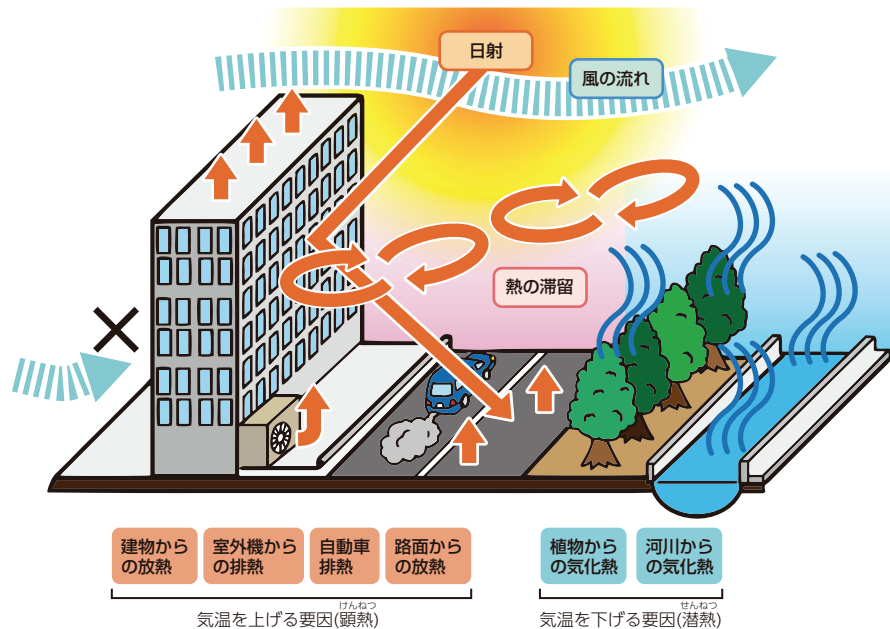 日射
風の流れ
熱の滞留
建物から
の放熱
室外機から
の排熱
自動車
排熱
路面から
の放熱
植物から
の気化熱
河川から
の気化熱
けんねつ
気温を上げる要因(顕熱)
せんねつ
気温を下げる要因(潜熱)